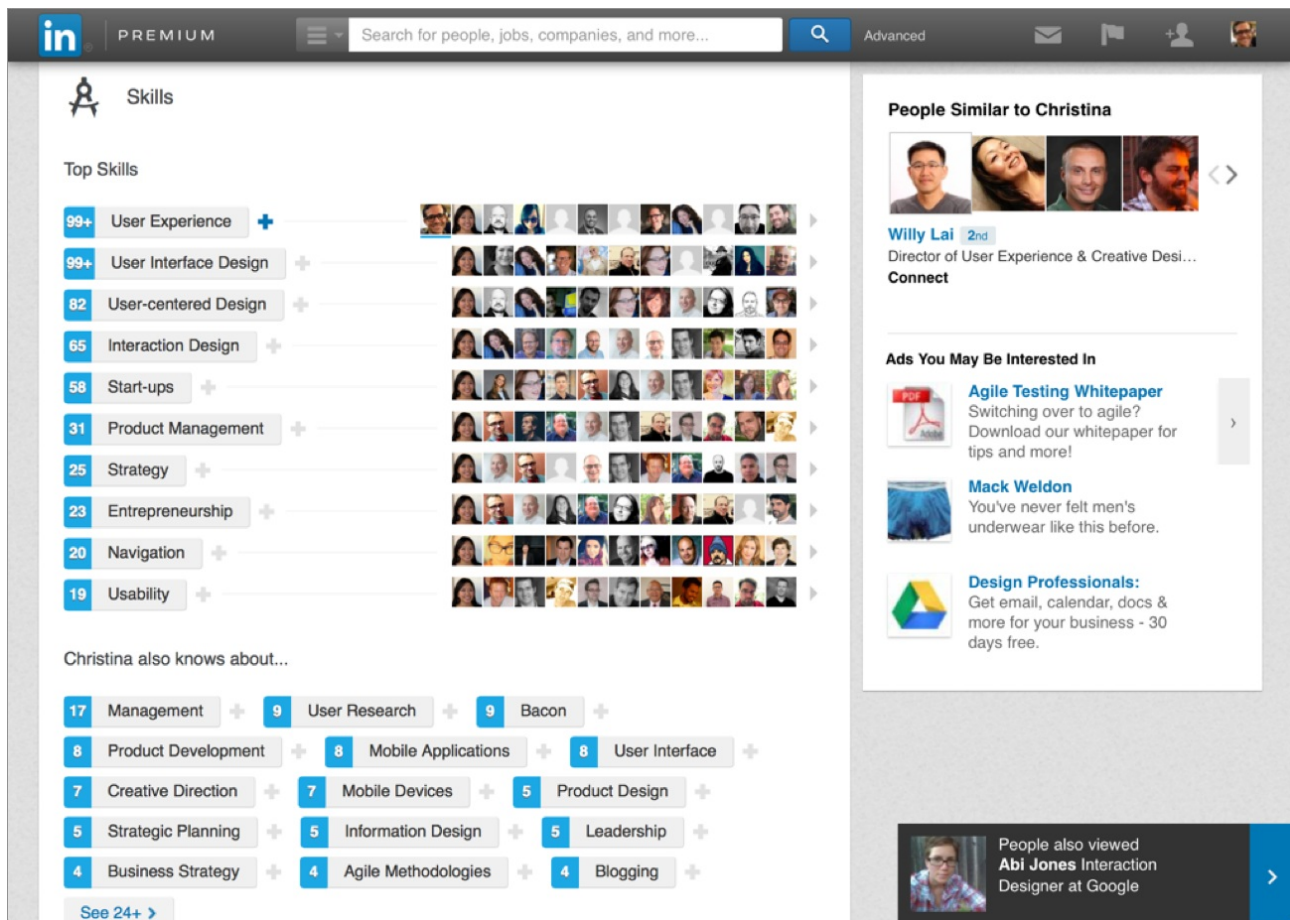 in PREMIUM Search for people, jobs, companies, and more... Advanced
Skills
Top Skills
99+ User Experience
99+ User Interface Design
82 User-centered Design
65 Interaction Design
58 Start-ups
31 Product Management
25 Strategy
23 Entrepreneurship
20 Navigation
19 Usability
Christina also knows about...
17 Management 9 User Research 9 Bacon
8 Product Development 8 Mobile Applications 8 User Interface
7 Creative Direction 7 Mobile Devices 5 Product Design
5 Strategic Planning 5 Information Design 5 Leadership
4 Business Strategy 4 Agile Methodologies 4 Blogging
See 24+ >
People Similar to Christina
Willy Lai 2nd
Director of User Experience & Creative Desi...
Connect
Ads You May Be Interested In
PDF
Adobe
Agile Testing Whitepaper
Switching over to agile?
Download our whitepaper for
tips and more!
Mack Weldon
You've never felt men's
underwear like this before.
Design Professionals:
Get email, calendar, docs &
more for your business - 30
days free.
People also viewed
Abi Jones Interaction
Designer at Google